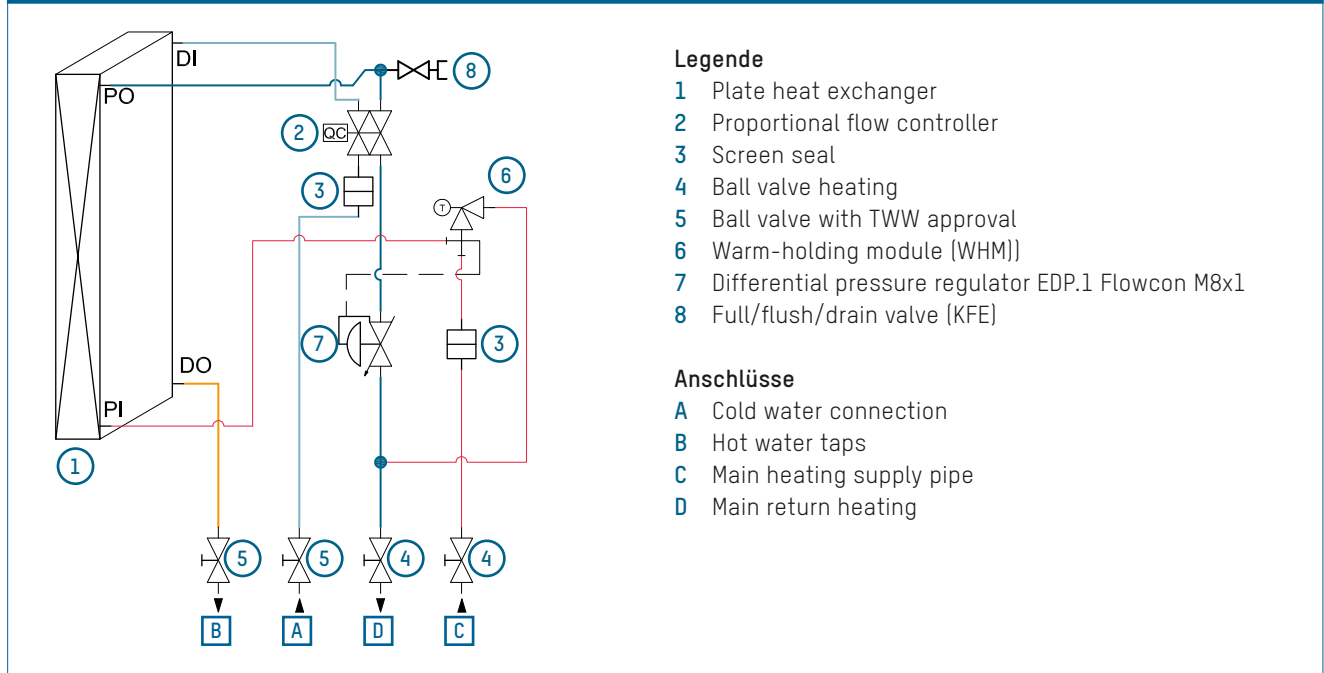 DI
PO
8
2
QC
3
6
T
7
3
DO
PI
1
5
5
4
4
B
A
D
C
Legende
1 Plate heat exchanger
2 Proportional flow controller
3 Screen seal
4 Ball valve heating
5 Ball valve with TWW approval
6 Warm-holding module (WHM))
7 Differential pressure regulator EDP.1 Flowcon M8x1
8 Full/flush/drain valve (KFE)
Anschlüsse
A Cold water connection
B Hot water taps
C Main heating supply pipe
D Main return heating